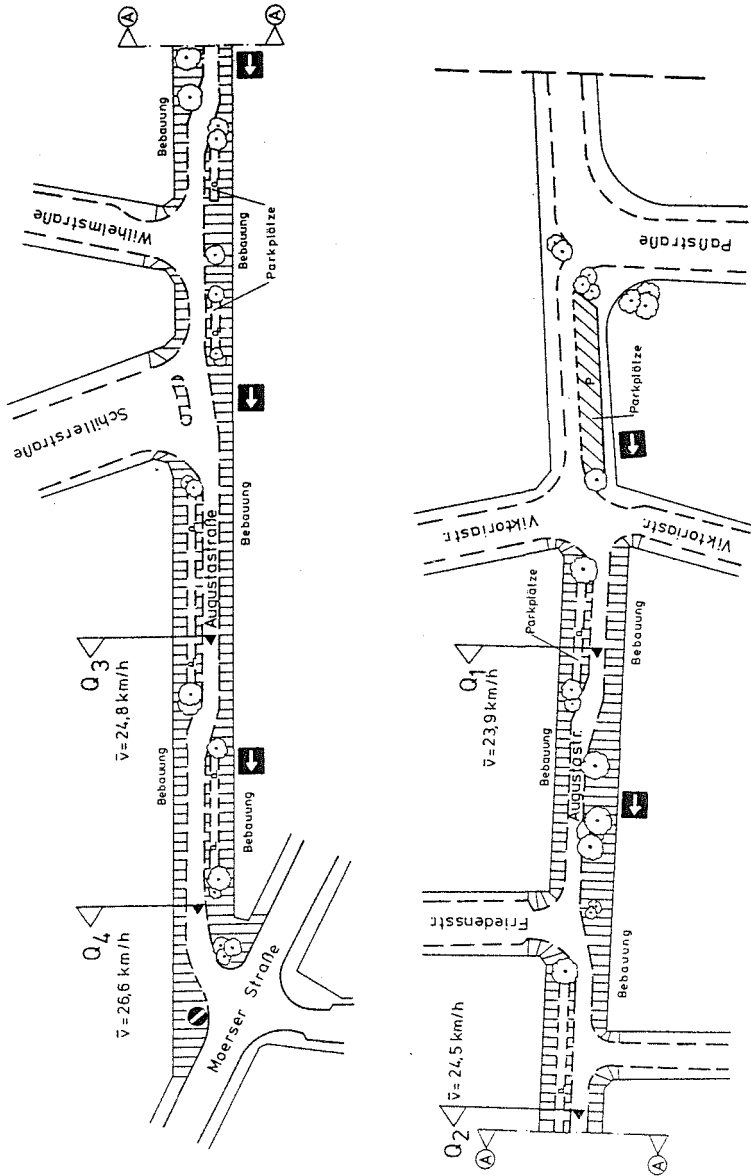 A
A
Bebauung
Wilhelmstraße
Bebauung
Parkplätze
Schillerstraße
Bebauung
Augustastraße
Q3
v̄=24,8 km/h
Bebauung
Bebauung
Q4
v̄=26,6 km/h
Moerser Straße
Paßstraße
P
Parkplätze
Viktoriastr.
Viktoriastr.
Parkplätze
Bebauung
Q1
v̄=23,9 km/h
Bebauung
Augustastr.
Friedensstr.
Bebauung
v̄=24,5 km/h
Q2
A
A